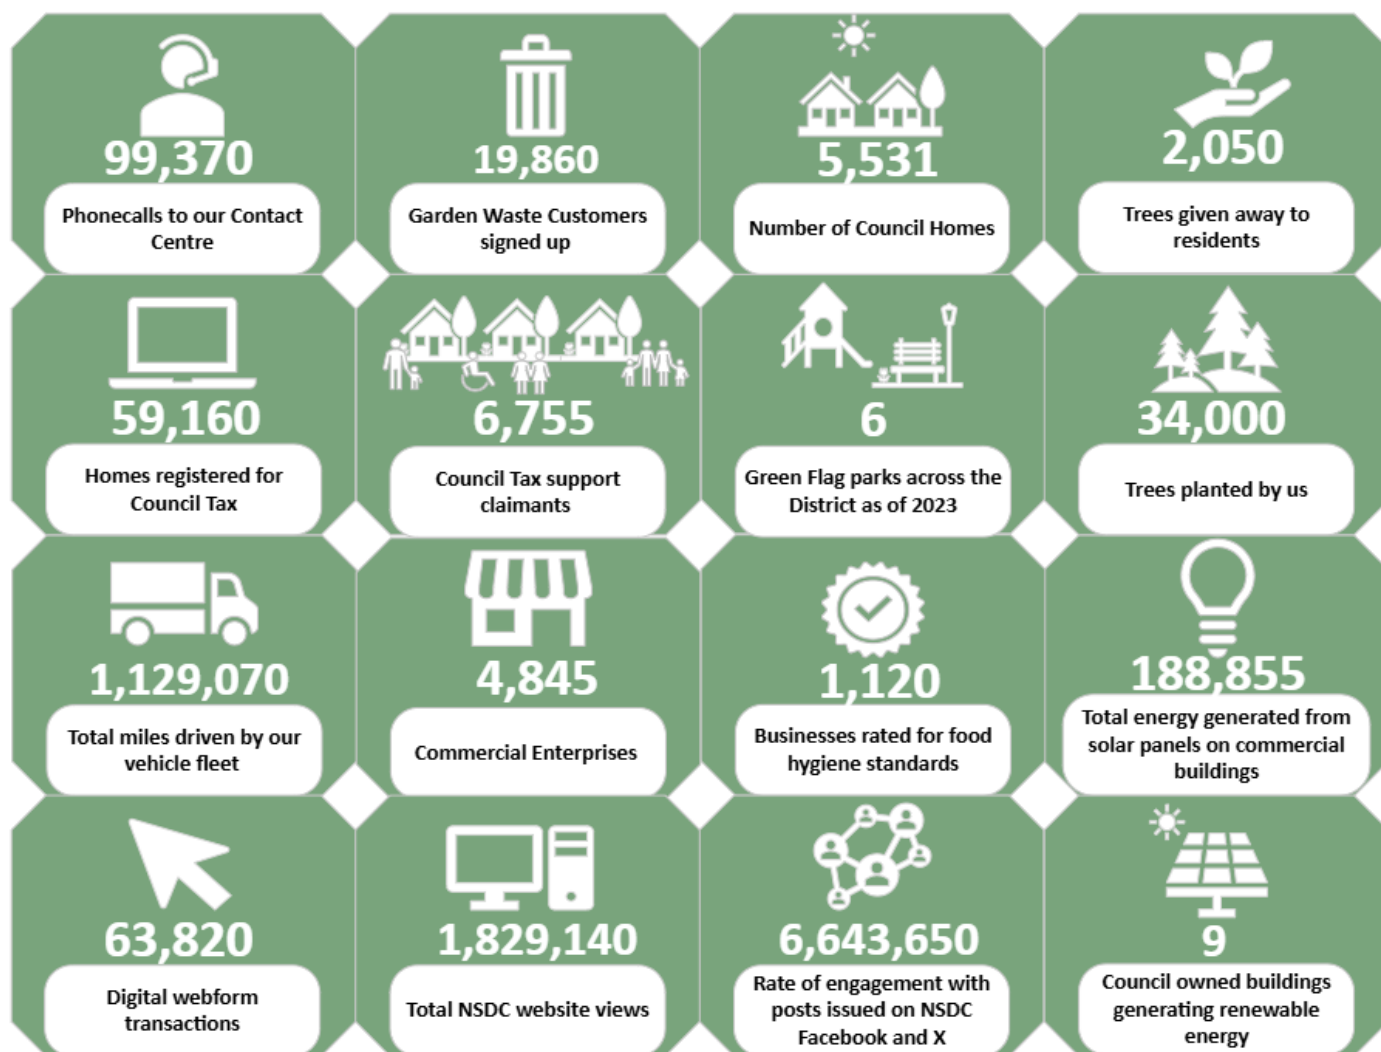 99,370
Phonecalls to our Contact
Centre
19,860
Garden Waste Customers
signed up
5,531
Number of Council Homes
2,050
Trees given away to
residents
59,160
Homes registered for
Council Tax
6,755
Council Tax support
claimants
6
Green Flag parks across the
District as of 2023
34,000
Trees planted by us
1,129,070
Total miles driven by our
vehicle fleet
4,845
Commercial Enterprises
1,120
Businesses rated for food
hygiene standards
188,855
Total energy generated from
solar panels on commercial
buildings
63,820
Digital webform
transactions
1,829,140
Total NSDC website views
6,643,650
Rate of engagement with
posts issued on NSDC
Facebook and X
9
Council owned buildings
generating renewable
energy